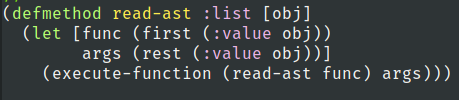 (defmethod read-ast :list [obj]
  (let [func (first (:value obj))
        args (rest (:value obj))]
    (execute-function (read-ast func) args)))